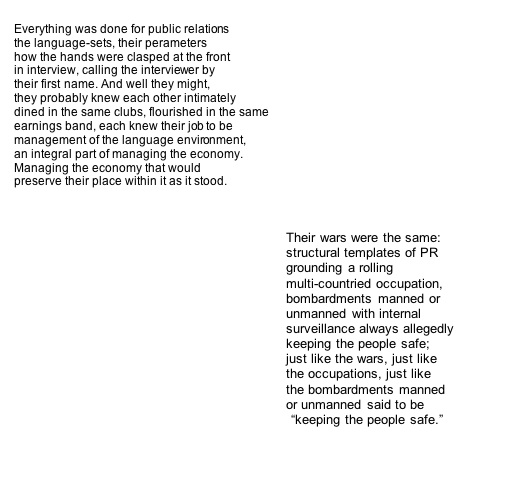 Everything was done for public relations
the language-sets, their perameters
how the hands were clasped at the front
in interview, calling the interviewer by
their first name. And well they might,
they probably knew each other intimately
dined in the same clubs, flourished in the same
earnings band, each knew their job to be
management of the language environment,
an integral part of managing the economy.
Managing the economy that would
preserve their place within it as it stood.
Their wars were the same:
structural templates of PR
grounding a rolling
multi-countried occupation,
bombardments manned or
unmanned with internal
surveillance always allegedly
keeping the people safe;
just like the wars, just like
the occupations, just like
the bombardments manned
or unmanned said to be
“keeping the people safe.”